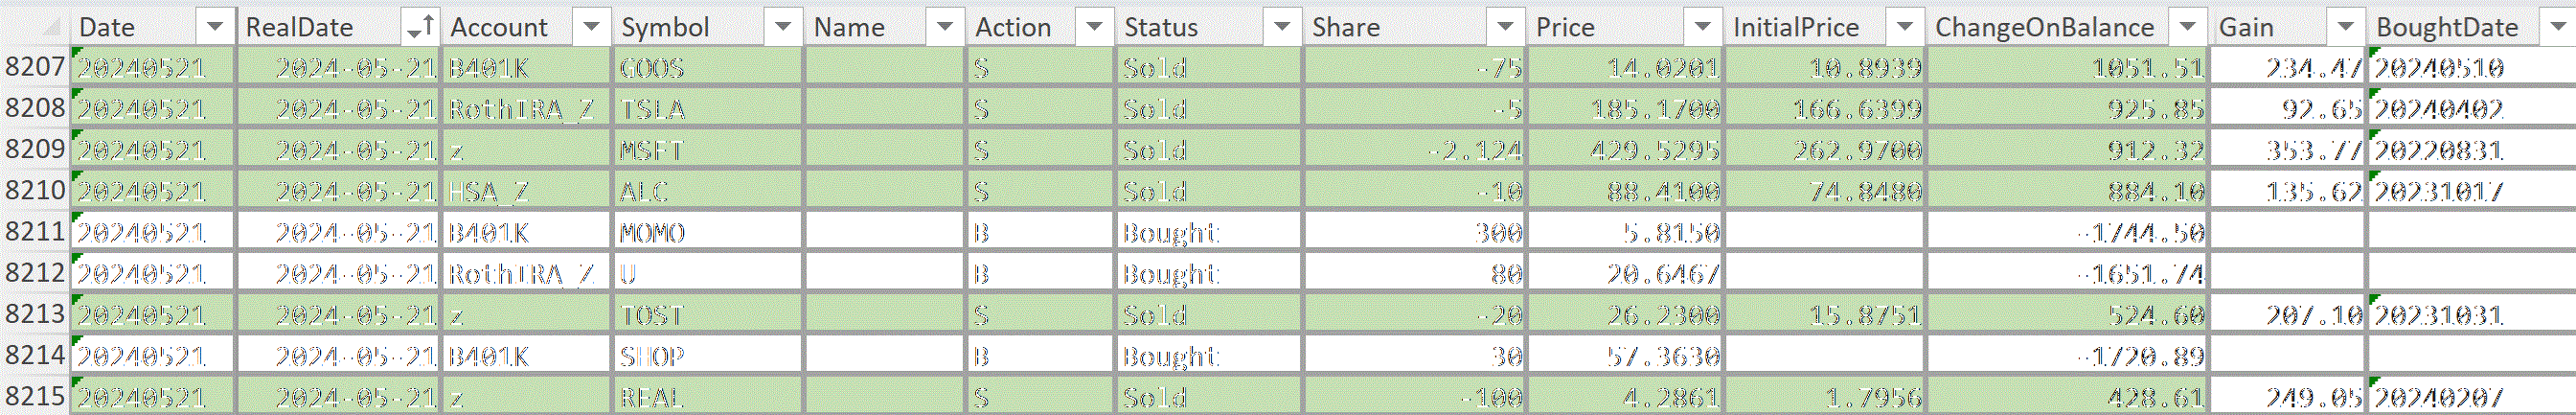 Date RealDate Account Symbol Name Action Status Share Price InitialPrice ChangeOnBalance Gain BoughtDate
8207 20240521 2024-05-21 B401K GOOS S Sold -75 14.0201 10.8939 1051.51 234.47 20240510
8208 20240521 2024-05-21 RothIRA_Z TSLA S Sold -5 185.1700 166.6399 925.85 92.65 20240402
8209 20240521 2024-05-21 z MSFT S Sold -2.124 429.5295 262.9700 912.32 353.77 20220831
8210 20240521 2024-05-21 HSA_Z ALC S Sold -10 88.4100 74.8480 884.10 135.62 20231017
8211 20240521 2024-05-21 B401K MOMO B Bought 300 5.8150 -1744.50
8212 20240521 2024-05-21 RothIRA_Z U B Bought 80 20.6467 -1651.74
8213 20240521 2024-05-21 z TOST S Sold -20 26.2300 15.8751 524.60 207.10 20231031
8214 20240521 2024-05-21 B401K SHOP B Bought 30 57.3630 -1720.89
8215 20240521 2024-05-21 z REAL S Sold -100 4.2861 1.7956 428.61 249.05 20240207